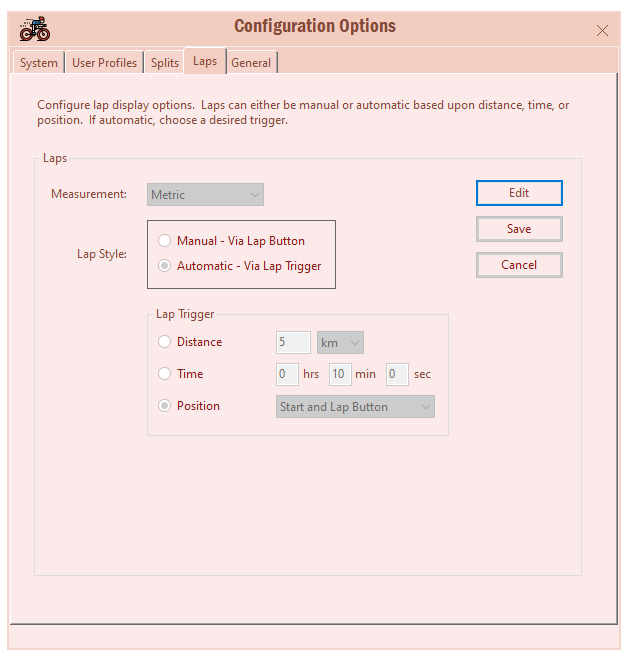 Configuration Options
System User Profiles Splits Laps General
Configure lap display options. Laps can either be manual or automatic based upon distance, time, or
position. If automatic, choose a desired trigger.
Laps
Measurement: Metric Edit
Save
Lap Style: Manual - Via Lap Button
Automatic - Via Lap Trigger
Cancel
Lap Trigger
Distance 5 km
Time 0 hrs 10 min 0 sec
Position Start and Lap Button